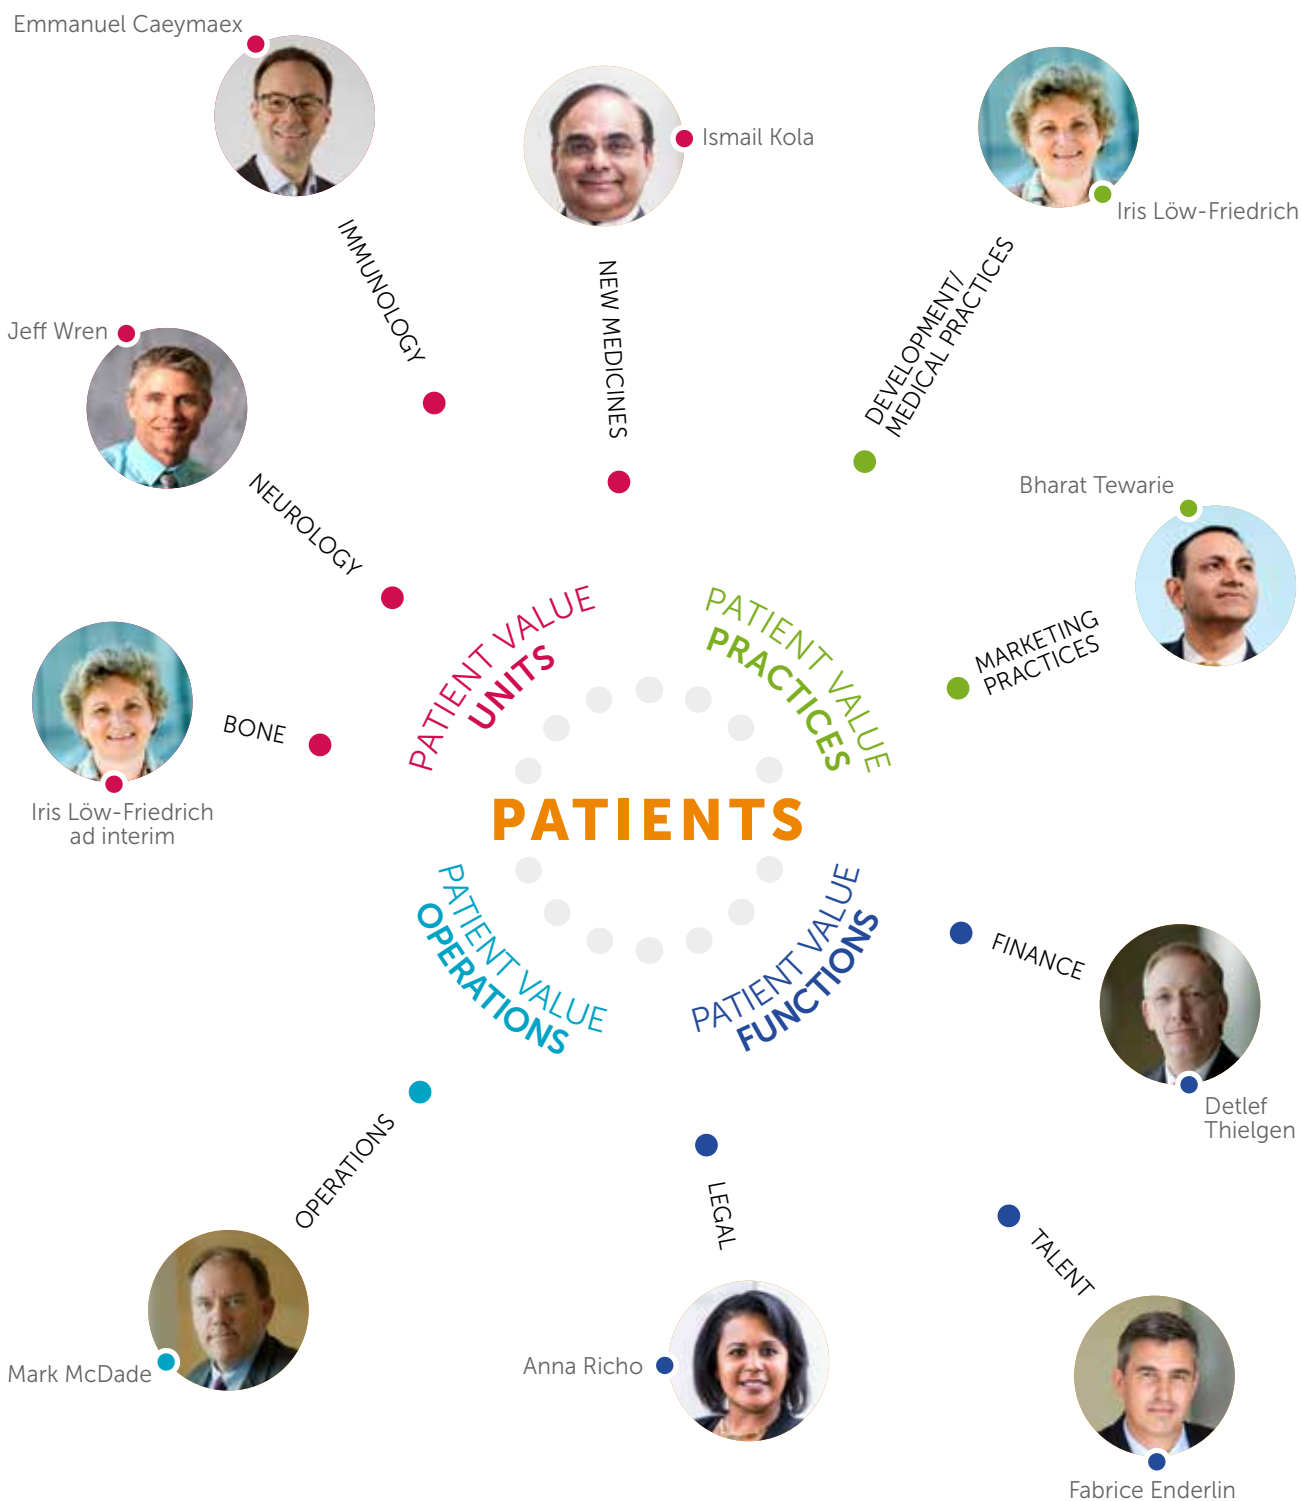 Emmanuel Caeymaex
IMMUNOLOGY
Ismail Kola
NEW MEDICINES
Iris Löw-Friedrich
DEVELOPMENT/
MEDICAL PRACTICES
Jeff Wren
NEUROLOGY
Bharat Tewarie
MARKETING
PRACTICES
Iris Löw-Friedrich
ad interim
BONE
PATIENT VALUE
UNITS
PATIENT VALUE
PRACTICES
PATIENTS
PATIENT VALUE
OPERATIONS
PATIENT VALUE
FUNCTIONS
FINANCE
Detlef
Thielgen
OPERATIONS
Mark McDade
LEGAL
Anna Richo
TALENT
Fabrice Enderlin